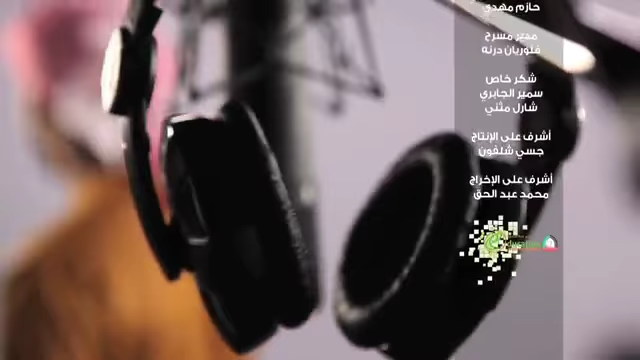 حازم مهدي
مدير مسرح
فلوريان درنه
شكر خاص
سمير الجابري
شارل متني
أشرف على الإنتاج
جسي شلفون
أشرف على الإخراج
محمد عبد الحق